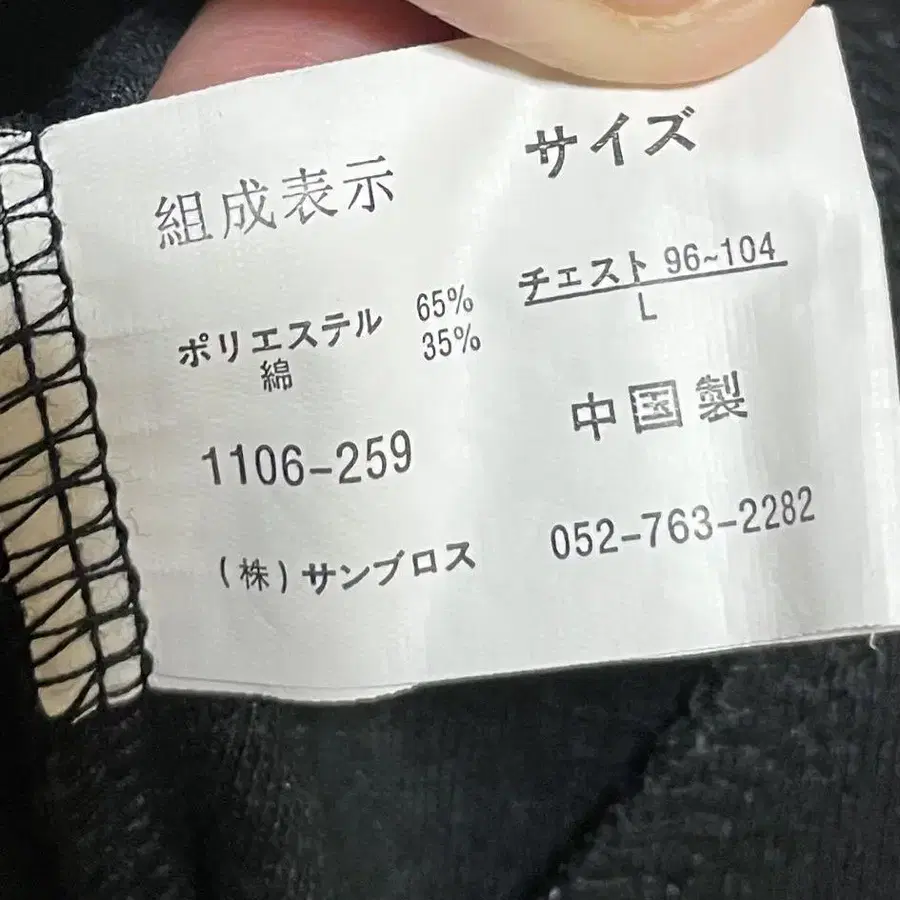 組成表示
ポリエステル 65%
綿 35%
1106-259
(株)サンブロス
サイズ
チェスト 96~104
L
中国製
052-763-2282